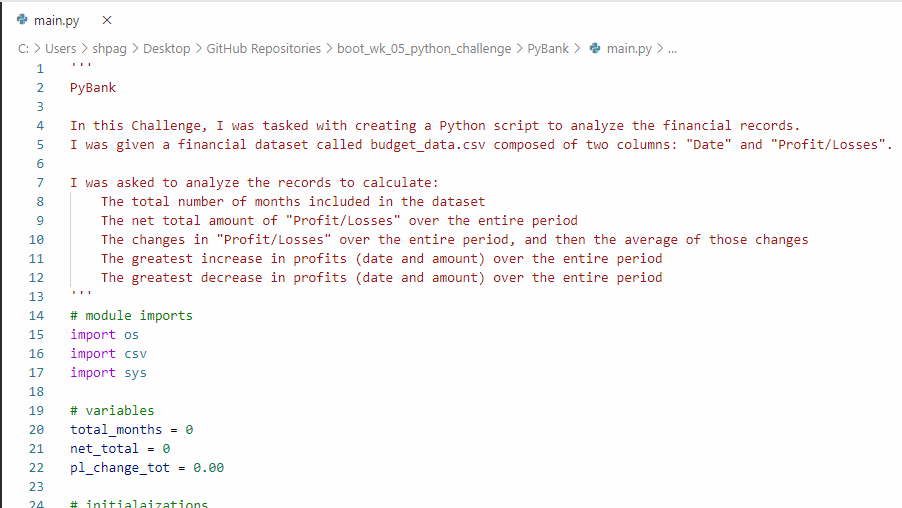 main.py ×
C: > Users > shpag > Desktop > GitHub Repositories > boot_wk_05_python_challenge > PyBank > main.py > ...
1 '''
2 PyBank
3
4 In this Challenge, I was tasked with creating a Python script to analyze the financial records.
5 I was given a financial dataset called budget_data.csv composed of two columns: "Date" and "Profit/Losses".
6
7 I was asked to analyze the records to calculate:
8 The total number of months included in the dataset
9 The net total amount of "Profit/Losses" over the entire period
10 The changes in "Profit/Losses" over the entire period, and then the average of those changes
11 The greatest increase in profits (date and amount) over the entire period
12 The greatest decrease in profits (date and amount) over the entire period
13 '''
14 # module imports
15 import os
16 import csv
17 import sys
18
19 # variables
20 total_months = 0
21 net_total = 0
22 pl_change_tot = 0.00
23
24 # initialaizations